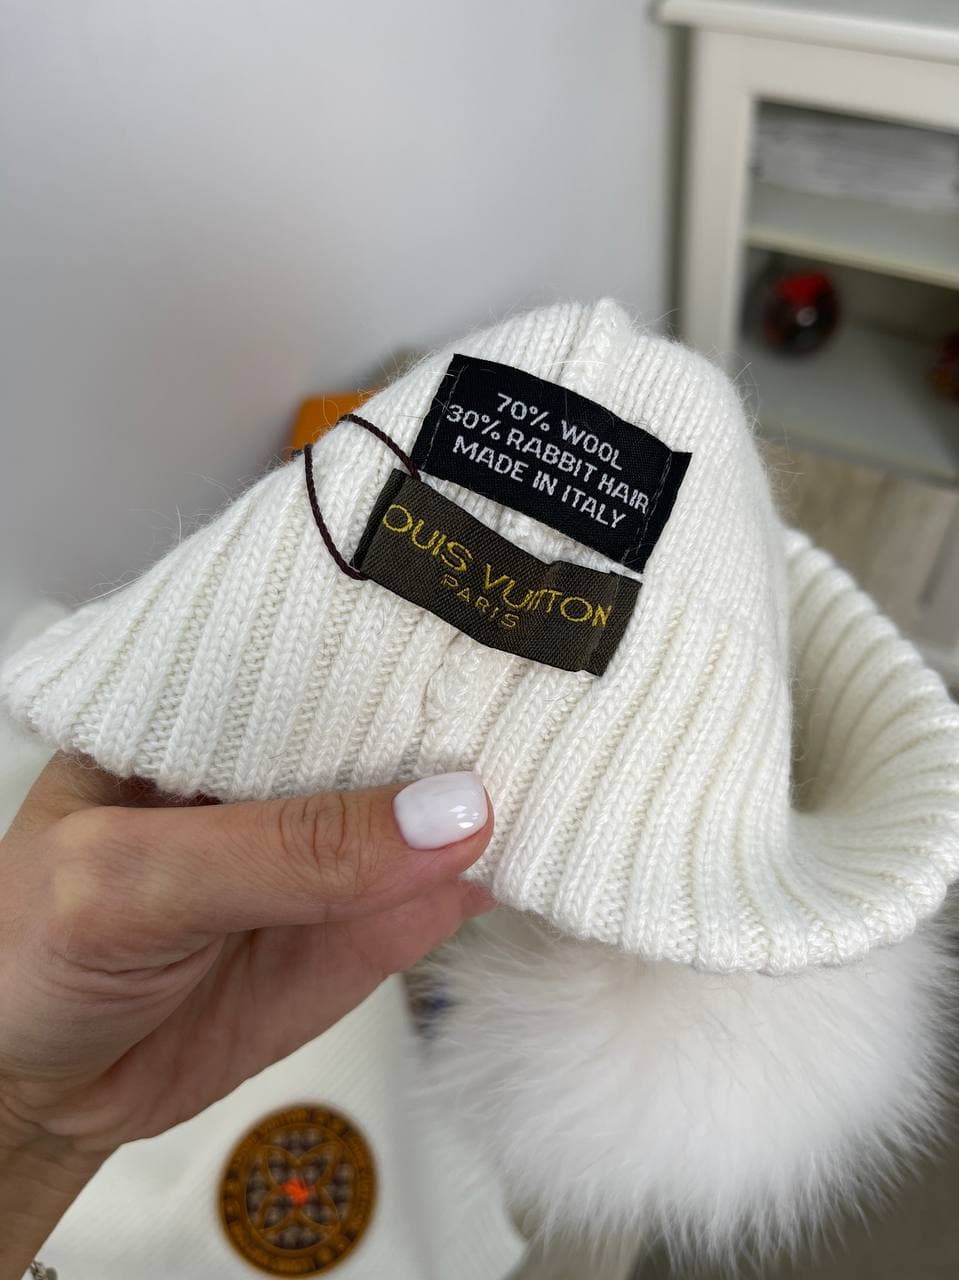 70% WOOL
30% RABBIT HAIR
MADE IN ITALY
OUIS VUITTON
PARIS